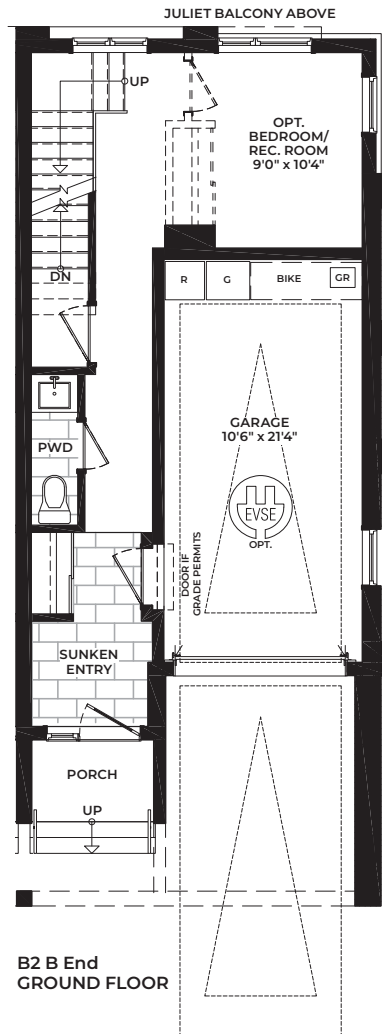 JULIET BALCONY ABOVE
UP
OPT.
BEDROOM/
REC. ROOM
9'0" x 10'4"
DN
R
G
BIKE
GR
GARAGE
10'6" x 21'4"
PWD
EVSE
OPT.
DOOR IF
GRADE PERMITS
SUNKEN
ENTRY
PORCH
UP
B2 B End
GROUND FLOOR